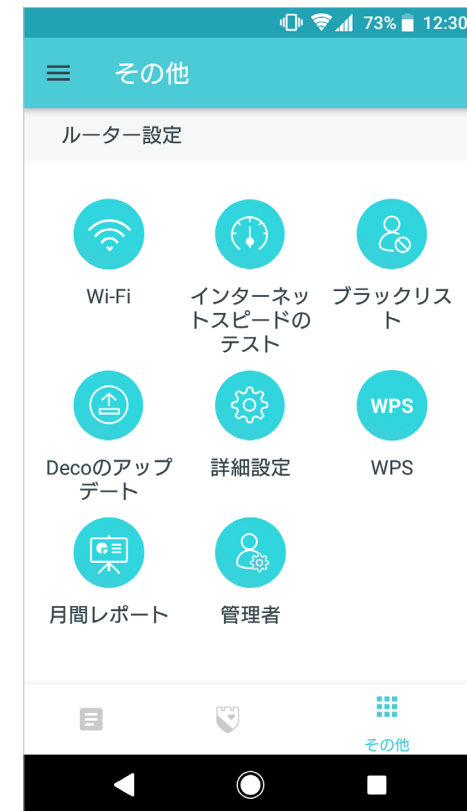 73% 12:30
その他
ルーター設定
Wi-Fi
インターネッ
トスピードの
テスト
ブラックリス
ト
Decoのアップ
デート
詳細設定
WPS
WPS
月間レポート
管理者
その他